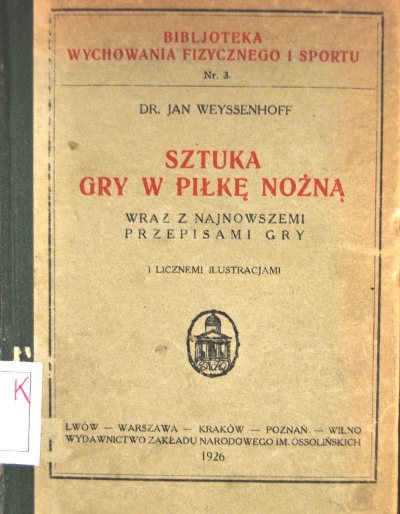 BIBLJOTEKA
WYCHOWANIA FIZYCZNEGO I SPORTU
Nr. 3.
DR. JAN WEYSSENHOFF
SZTUKA
GRY W PIŁKĘ NOŻNĄ
WRAZ Z NAJNOWSZEMI
PRZEPISAMI GRY
I LICZNEMI ILUSTRACJAMI
LWÓW — WARSZAWA — KRAKÓW — POZNAŃ — WILNO
WYDAWNICTWO ZAKŁADU NARODOWEGO IM. OSSOLIŃSKICH
1926
K